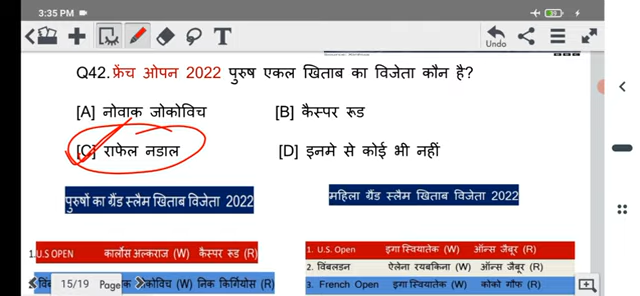 3:35 PM
Undo
Q42. फ्रेंच ओपन 2022 पुरुष एकल खिताब का विजेता कौन है?
[A] नोवाक जोकोविच [B] कैस्पर रूड
[C] राफेल नडाल [D] इनमे से कोई भी नहीं
पुरुषों का ग्रैंड स्लैम खिताब विजेता 2022 महिला ग्रैंड स्लैम खिताब विजेता 2022
1. U.S OPEN कार्लोस अल्कराज (W) कैस्पर रूड (R) 1. U.S. Open इगा स्वियातेक (W) ऑन्स जैबूर (R)
2. विंबलडन ऐलेना रयबकिना (W) ऑन्स जैबूर (R)
15/19 Page जोकोविच (W) निक किर्गियोस (R) 3. French Open इगा स्वियातेक (W) कोको गौफ (R)